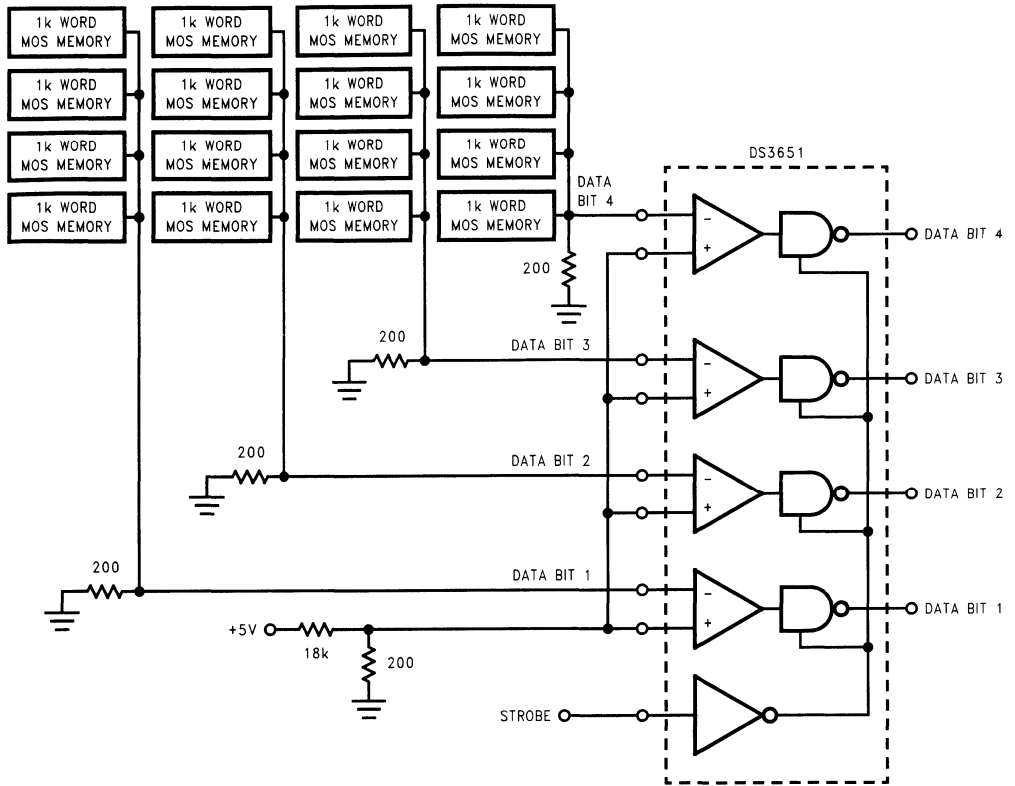 1k WORD
MOS MEMORY
1k WORD
MOS MEMORY
1k WORD
MOS MEMORY
1k WORD
MOS MEMORY
1k WORD
MOS MEMORY
1k WORD
MOS MEMORY
1k WORD
MOS MEMORY
1k WORD
MOS MEMORY
1k WORD
MOS MEMORY
1k WORD
MOS MEMORY
1k WORD
MOS MEMORY
1k WORD
MOS MEMORY
1k WORD
MOS MEMORY
1k WORD
MOS MEMORY
1k WORD
MOS MEMORY
1k WORD
MOS MEMORY
DS3651
DATA
BIT 4
−
+
DATA BIT 4
200
200
DATA BIT 3
−
+
DATA BIT 3
200
DATA BIT 2
−
+
DATA BIT 2
200
DATA BIT 1
−
+
DATA BIT 1
+5V
18k
200
STROBE